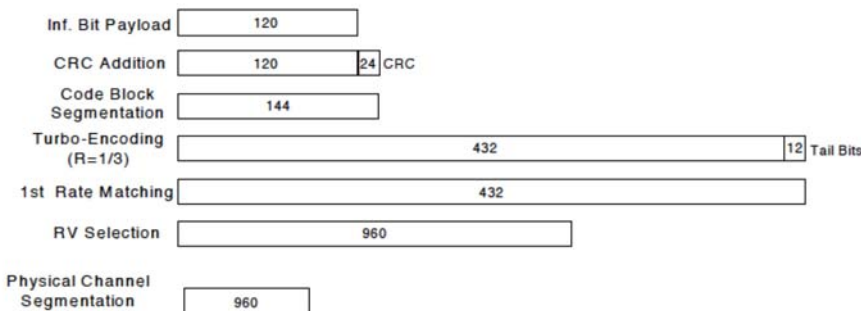 Inf. Bit Payload 120
CRC Addition 120 24 CRC
Code Block
Segmentation 144
Turbo-Encoding
(R=1/3) 432 12 Tail Bits
1st Rate Matching 432
RV Selection 960
Physical Channel
Segmentation 960